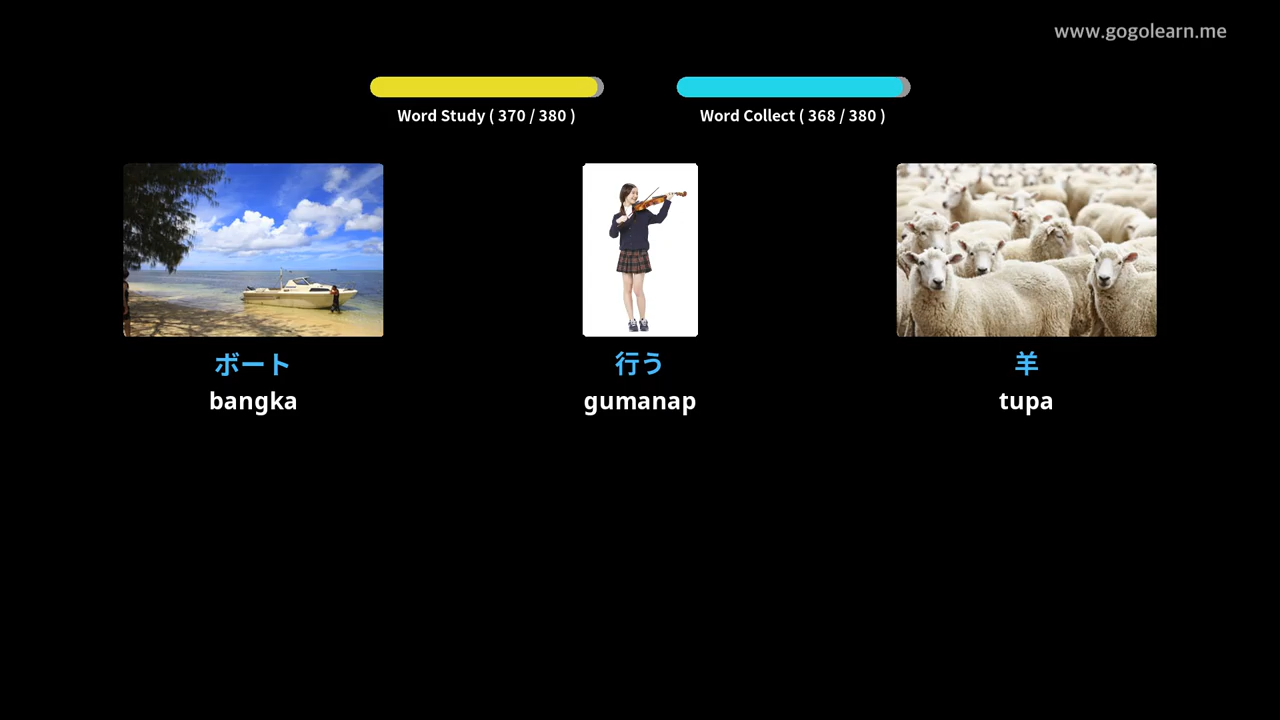 www.gogolearn.me
Word Study ( 370 / 380 )
Word Collect ( 368 / 380 )
ボート
bangka
行う
gumanap
羊
tupa